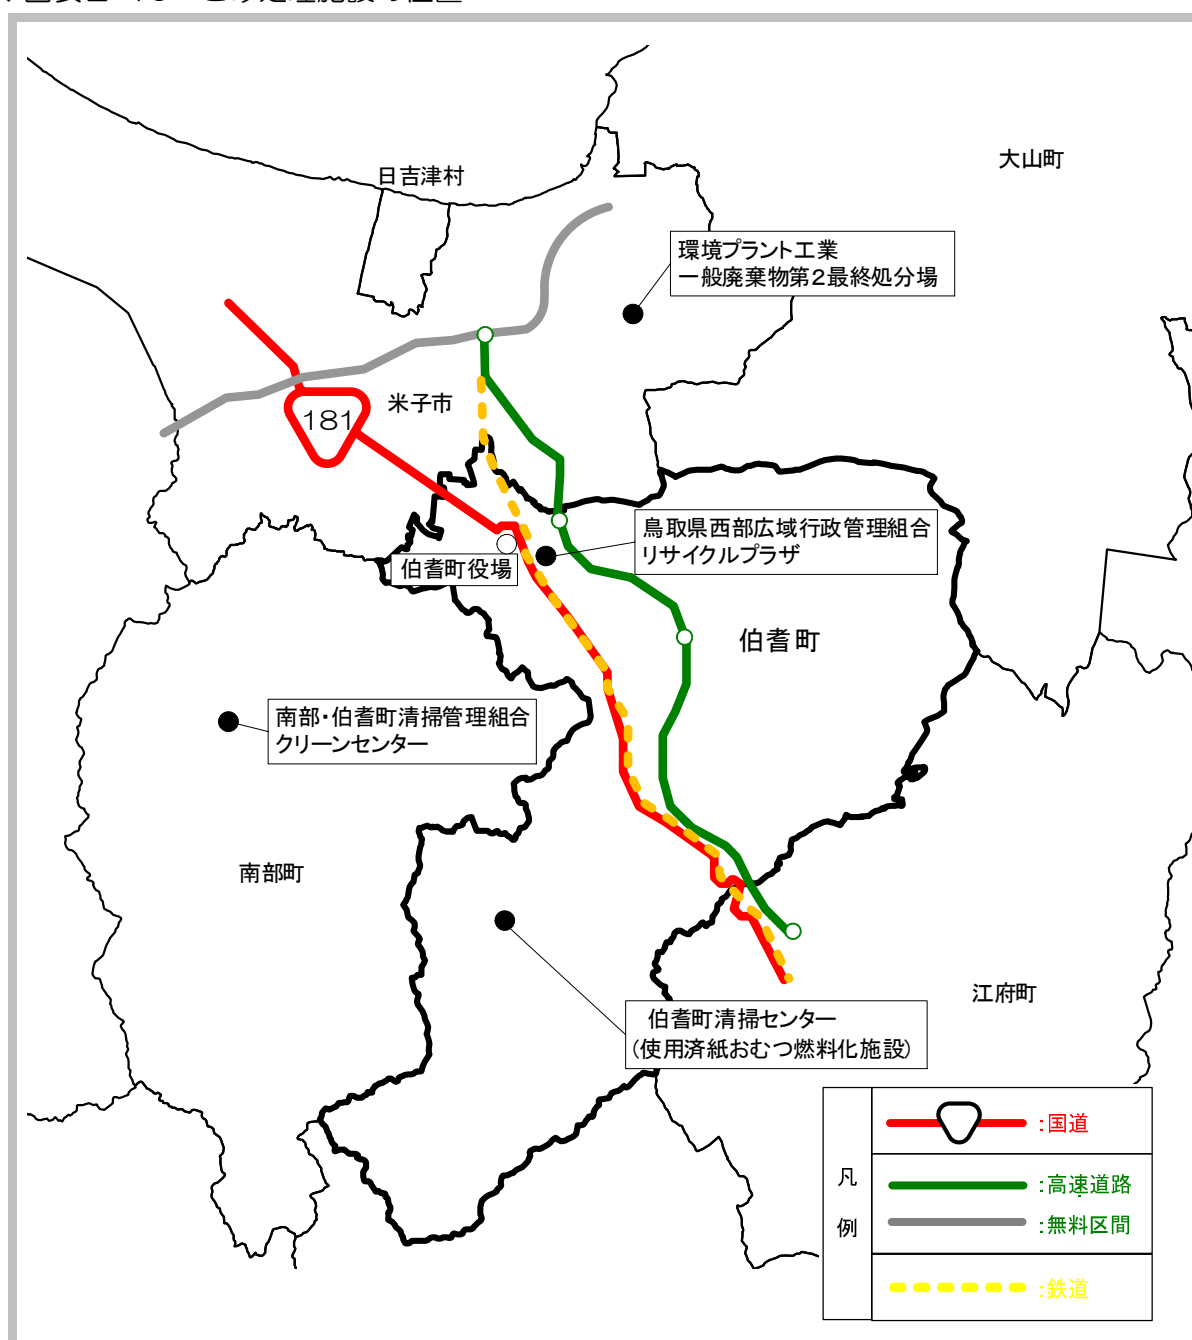 日吉津村
大山町
環境プラント工業
一般廃棄物第２最終処分場
米子市
181
鳥取県西部広域行政管理組合
リサイクルプラザ
伯耆町役場
伯耆町
南部・伯耆町清掃管理組合
クリーンセンター
南部町
江府町
伯耆町清掃センター
(使用済紙おむつ燃料化施設)
凡例
:国道
:高速道路
:無料区間
:鉄道